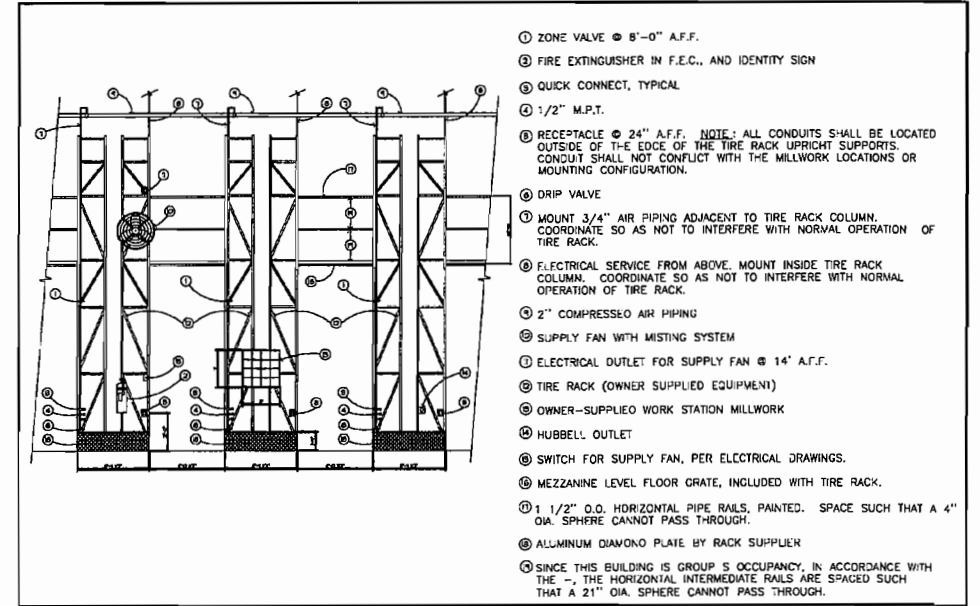 ① ZONE VALVE @ 8'-0" A.F.F.
② FIRE EXTINGUISHER IN F.E.C., AND IDENTITY SIGN
③ QUICK CONNECT, TYPICAL
④ 1/2" M.P.T.
⑤ RECEPTACLE @ 24" A.F.F. NOTE: ALL CONDUITS SHALL BE LOCATED
OUTSIDE OF THE EDGE OF THE TIRE RACK UPRIGHT SUPPORTS.
CONDUIT SHALL NOT CONFLICT WITH THE MILLWORK LOCATIONS OR
MOUNTING CONFIGURATION.
⑥ DRIP VALVE
⑦ MOUNT 3/4" AIR PIPING ADJACENT TO TIRE RACK COLUMN.
COORDINATE SO AS NOT TO INTERFERE WITH NORMAL OPERATION OF
TIRE RACK.
⑧ ELECTRICAL SERVICE FROM ABOVE, MOUNT INSIDE TIRE RACK
COLUMN. COORDINATE SO AS NOT TO INTERFERE WITH NORMAL
OPERATION OF TIRE RACK.
⑨ 2" COMPRESSED AIR PIPING
⑩ SUPPLY FAN WITH MISTING SYSTEM
⑪ ELECTRICAL OUTLET FOR SUPPLY FAN @ 14' A.F.F.
⑫ TIRE RACK (OWNER SUPPLIED EQUIPMENT)
⑬ OWNER-SUPPLIED WORK STATION MILLWORK
⑭ HUBBELL OUTLET
⑮ SWITCH FOR SUPPLY FAN, PER ELECTRICAL DRAWINGS.
⑯ MEZZANINE LEVEL FLOOR GRATE, INCLUDED WITH TIRE RACK.
⑰ 1 1/2" O.D. HORIZONTAL PIPE RAILS, PAINTED. SPACE SUCH THAT A 4"
DIA. SPHERE CANNOT PASS THROUGH.
⑱ ALUMINUM DIAMOND PLATE BY RACK SUPPLIER
⑲ SINCE THIS BUILDING IS GROUP S OCCUPANCY, IN ACCORDANCE WITH
THE -, THE HORIZONTAL INTERMEDIATE RAILS ARE SPACED SUCH
THAT A 21" DIA. SPHERE CANNOT PASS THROUGH.